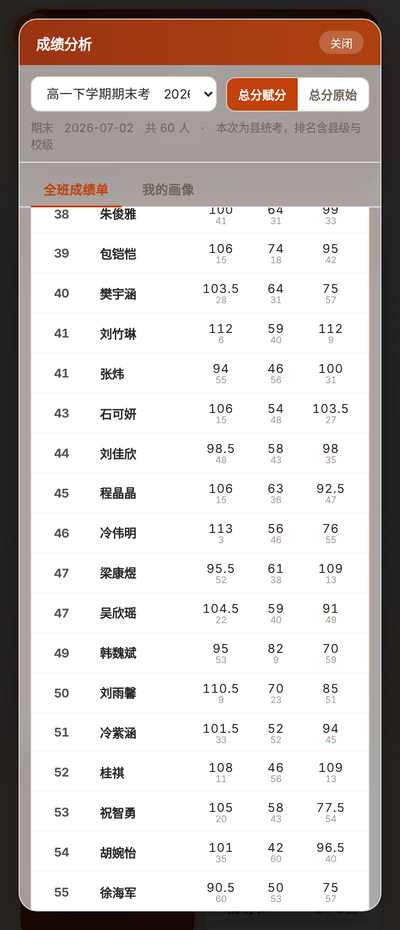 成绩分析
关闭
高一下学期期末考 2026
总分赋分
总分原始
期末 2026-07-02 共 60 人 · 本次为县统考，排名含县级与
校级
全班成绩单
我的画像
38 朱俊雅 100 64 99
41 31 33
39 包铠恺 106 74 95
15 18 42
40 樊宇涵 103.5 64 75
28 31 57
41 刘竹琳 112 59 112
6 40 9
41 张炜 94 46 100
55 56 31
43 石可妍 106 54 103.5
15 48 27
44 刘佳欣 98.5 58 98
48 43 35
45 程晶晶 106 63 92.5
15 36 47
46 冷伟明 113 56 76
3 46 55
47 梁康煜 95.5 61 109
52 38 13
47 吴欣瑶 104.5 59 91
22 40 49
49 韩魏斌 95 82 70
53 9 59
50 刘雨馨 110.5 70 85
9 23 51
51 冷紫涵 101.5 52 94
33 52 45
52 桂祺 108 46 109
11 56 13
53 祝智勇 105 58 77.5
20 43 54
54 胡婉怡 101 42 96.5
35 60 40
55 徐海军 90.5 50 75
60 53 57